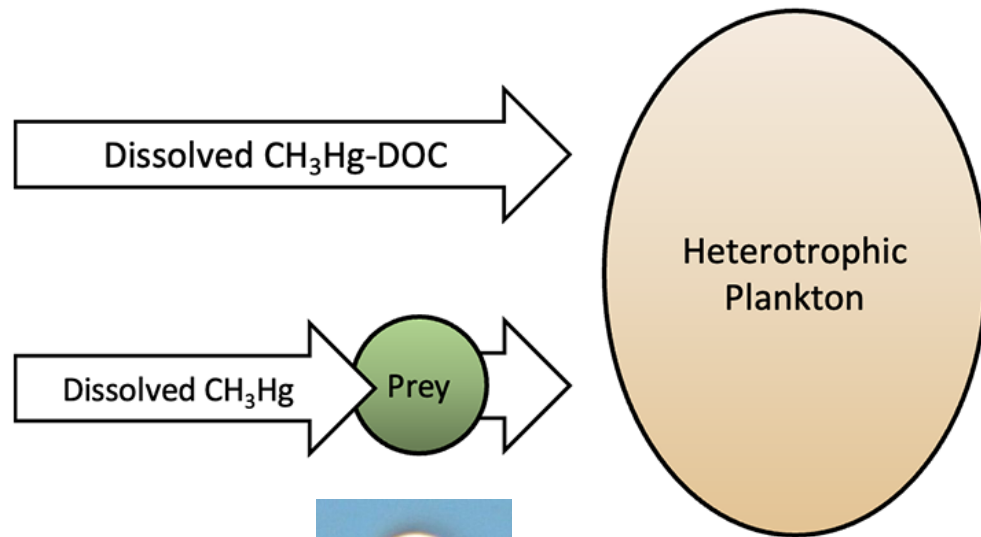 Dissolved CH₃Hg-DOC
Heterotrophic
Plankton
Dissolved CH₃Hg
Prey